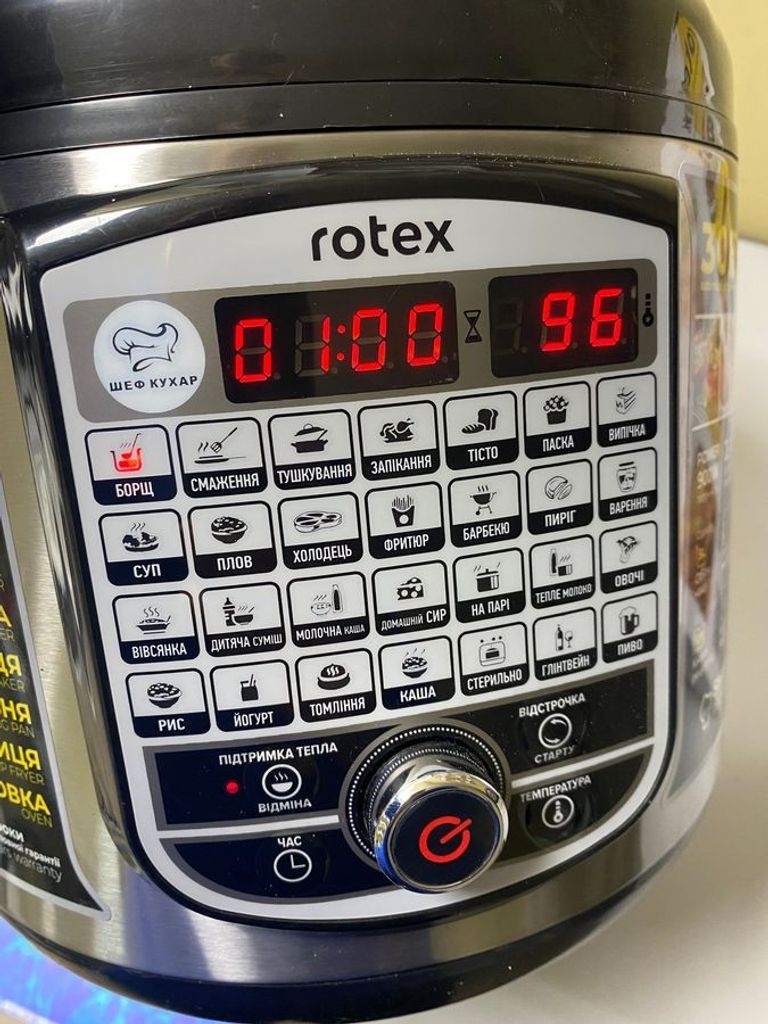 rotex
ШЕФ КУХАР
01:00 96
БОРЩ СМАЖЕННЯ ТУШКУВАННЯ ЗАПІКАННЯ ТІСТО ПАСКА ВИПІЧКА
СУП ПЛОВ ХОЛОДЕЦЬ ФРИТЮР БАРБЕКЮ ПИРІГ ВАРЕННЯ
ВІВСЯНКА ДИТЯЧА СУМІШ МОЛОЧНА КАША ДОМАШНІЙ СИР НА ПАРІ ТЕПЛЕ МОЛОКО ОВОЧІ
РИС ЙОГУРТ ТОМЛІННЯ КАША СТЕРИЛЬНО ГЛІНТВЕЙН ПИВО
ПІДТРИМКА ТЕПЛА
ВІДМІНА
ВІДСТРОЧКА
СТАРТУ
ЧАС
ТЕМПЕРАТУРА
OVEN
warranty